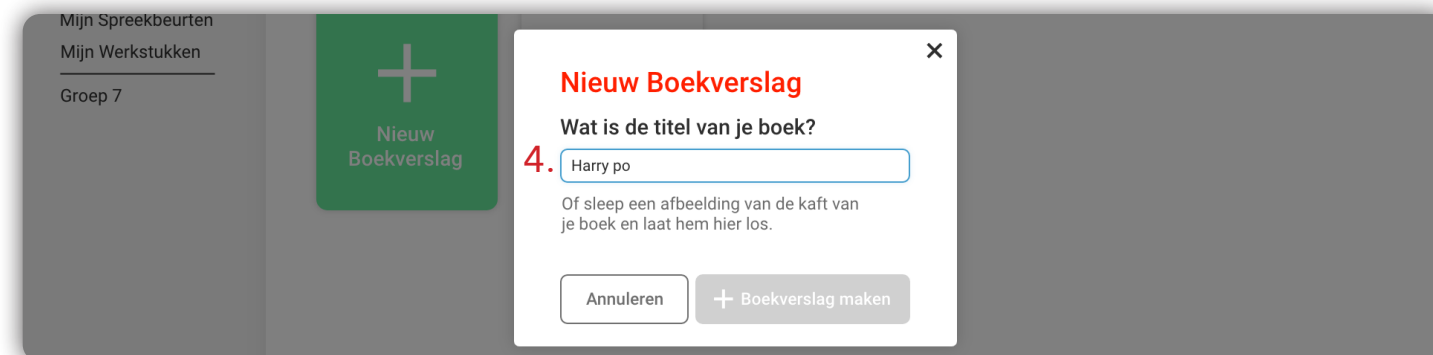 Mijn Spreekbeurten
Mijn Werkstukken
Groep 7
Nieuw
Boekverslag
Nieuw Boekverslag
Wat is de titel van je boek?
4. Harry po
Of sleep een afbeelding van de kaft van
je boek en laat hem hier los.
Annuleren
Boekverslag maken